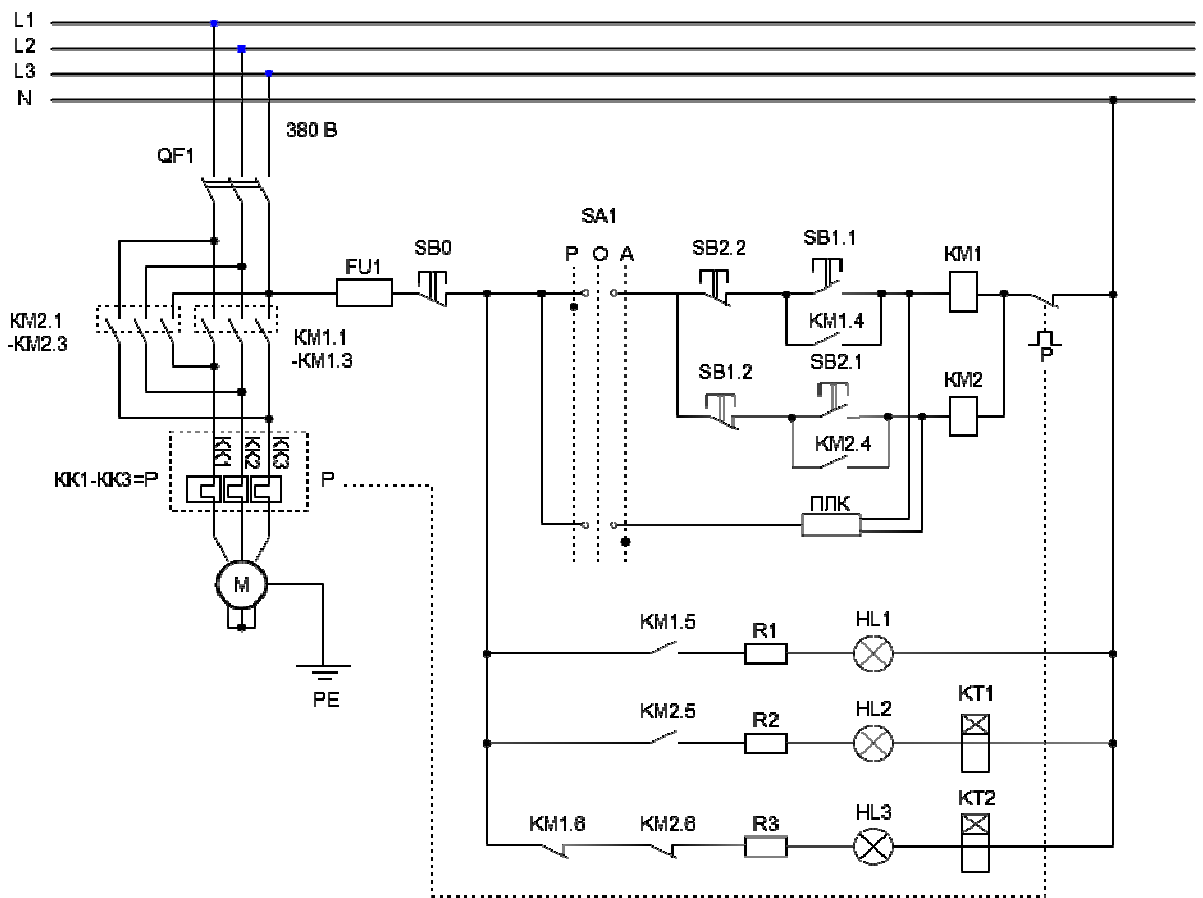 L1
L2
L3
N
380 В
QF1
SA1
P O A
SB0
FU1
SB2.2
SB1.1
KM1
KM2.1
-KM2.3
KM1.1
-KM1.3
KM1.4
P
SB1.2
SB2.1
KM2
KM2.4
KK1
KK2
KK3
KK1-KK3=P
P
ПЛК
M
PE
KM1.5
R1
HL1
KM2.5
R2
HL2
KT1
KM1.6
KM2.6
R3
HL3
KT2